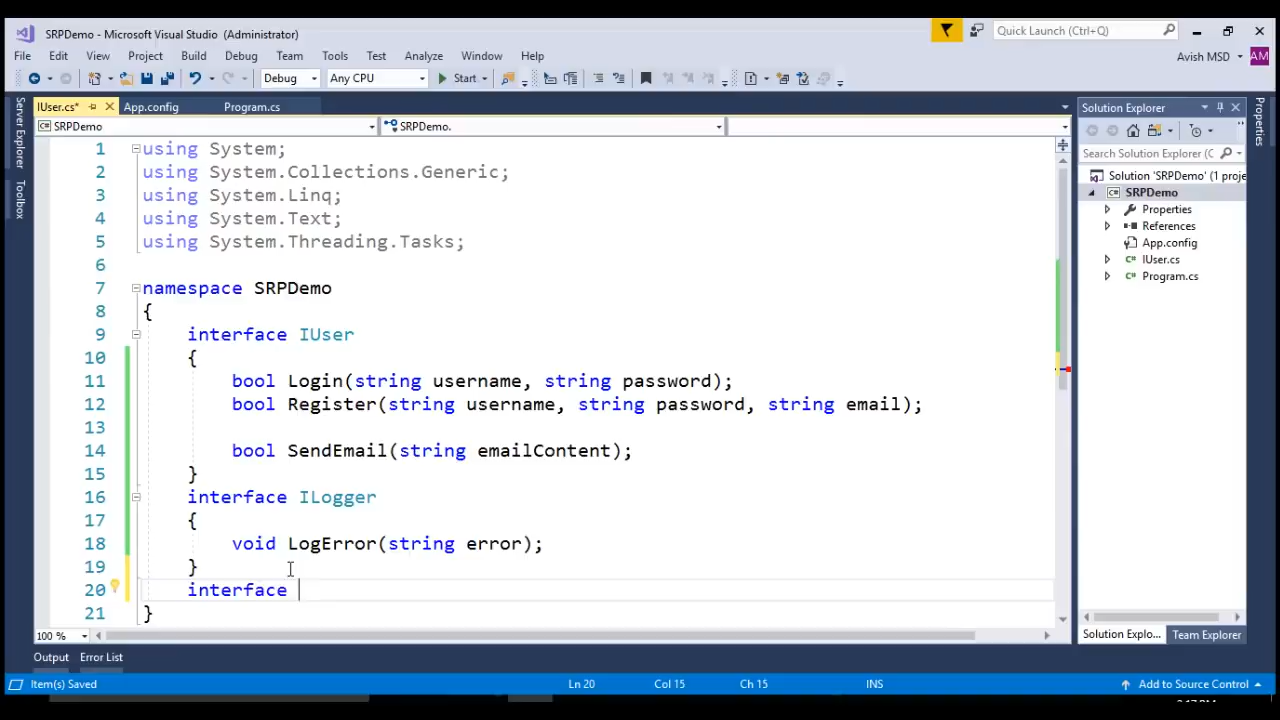 SRPDemo - Microsoft Visual Studio (Administrator)
Quick Launch (Ctrl+Q)
File Edit View Project Build Debug Team Tools Test Analyze Window Help
Avish MSD AM
Debug Any CPU Start
IUser.cs* App.config Program.cs
SRPDemo SRPDemo.
Server Explorer
Toolbox
1 using System;
2 using System.Collections.Generic;
3 using System.Linq;
4 using System.Text;
5 using System.Threading.Tasks;
6
7 namespace SRPDemo
8 {
9 interface IUser
10 {
11 bool Login(string username, string password);
12 bool Register(string username, string password, string email);
13
14 bool SendEmail(string emailContent);
15 }
16 interface ILogger
17 {
18 void LogError(string error);
19 }
20 interface
21 }
100 %
Solution Explorer
Search Solution Explorer (C
Solution 'SRPDemo' (1 proje
C# SRPDemo
Properties
References
App.config
C# IUser.cs
C# Program.cs
Solution Explo... Team Explorer
Properties
Output Error List
Item(s) Saved Ln 20 Col 15 Ch 15 INS Add to Source Control